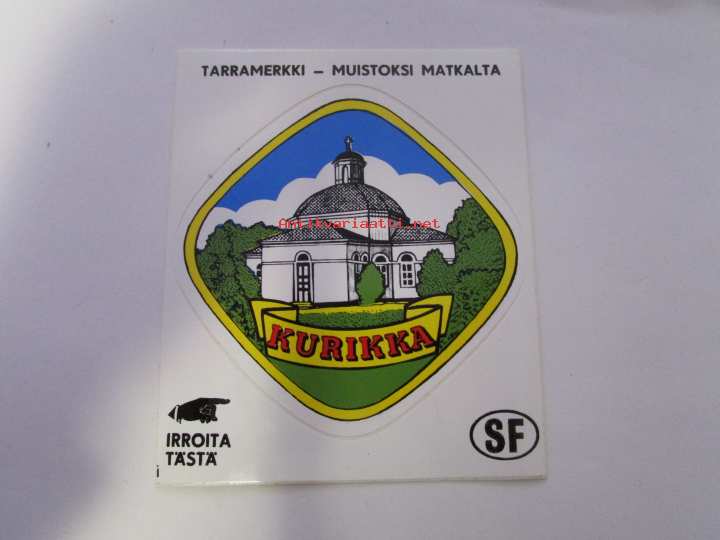 TARRAMERKKI – MUISTOKSI MATKALTA
Antikvariaatti.net
KURIKKA
IRROITA
TÄSTÄ
SF
i